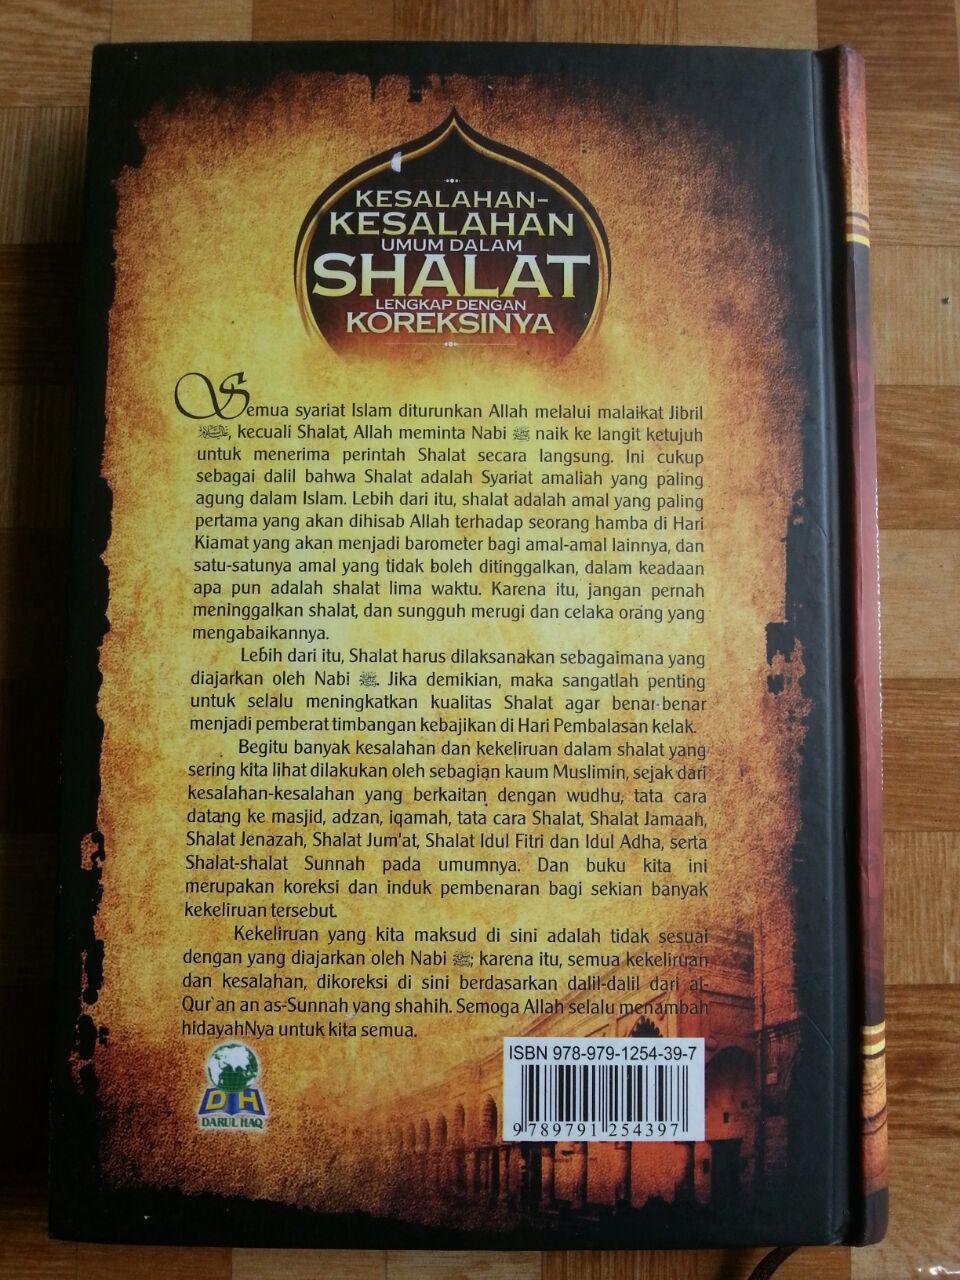 KESALAHAN-
KESALAHAN
UMUM DALAM
SHALAT
LENGKAP DENGAN
KOREKSINYA
Semua syariat Islam diturunkan Allah melalui malaikat Jibril
, kecuali Shalat, Allah meminta Nabi ﷺ naik ke langit ketujuh
untuk menerima perintah Shalat secara langsung. Ini cukup
sebagai dalil bahwa Shalat adalah Syariat amaliah yang paling
agung dalam Islam. Lebih dari itu, shalat adalah amal yang paling
pertama yang akan dihisab Allah terhadap seorang hamba di Hari
Kiamat yang akan menjadi barometer bagi amal-amal lainnya, dan
satu-satunya amal yang tidak boleh ditinggalkan, dalam keadaan
apa pun adalah shalat lima waktu. Karena itu, jangan pernah
meninggalkan shalat, dan sungguh merugi dan celaka orang yang
mengabaikannya.
Lebih dari itu, Shalat harus dilaksanakan sebagaimana yang
diajarkan oleh Nabi ﷺ. Jika demikian, maka sangatlah penting
untuk selalu meningkatkan kualitas Shalat agar benar-benar
menjadi pemberat timbangan kebajikan di Hari Pembalasan kelak.
Begitu banyak kesalahan dan kekeliruan dalam shalat yang
sering kita lihat dilakukan oleh sebagian kaum Muslimin, sejak dari
kesalahan-kesalahan yang berkaitan dengan wudhu, tata cara
datang ke masjid, adzan, iqamah, tata cara Shalat, Shalat Jamaah,
Shalat Jenazah, Shalat Jum'at, Shalat Idul Fitri dan Idul Adha, serta
Shalat-shalat Sunnah pada umumnya. Dan buku kita ini
merupakan koreksi dan induk pembenaran bagi sekian banyak
kekeliruan tersebut.
Kekeliruan yang kita maksud di sini adalah tidak sesuai
dengan yang diajarkan oleh Nabi ﷺ; karena itu, semua kekeliruan
dan kesalahan, dikoreksi di sini berdasarkan dalil-dalil dari al-
Qur`an an as-Sunnah yang shahih. Semoga Allah selalu menambah
hidayahNya untuk kita semua.
DH
DARUL HAQ
ISBN 978-979-1254-39-7
9 789791 254397